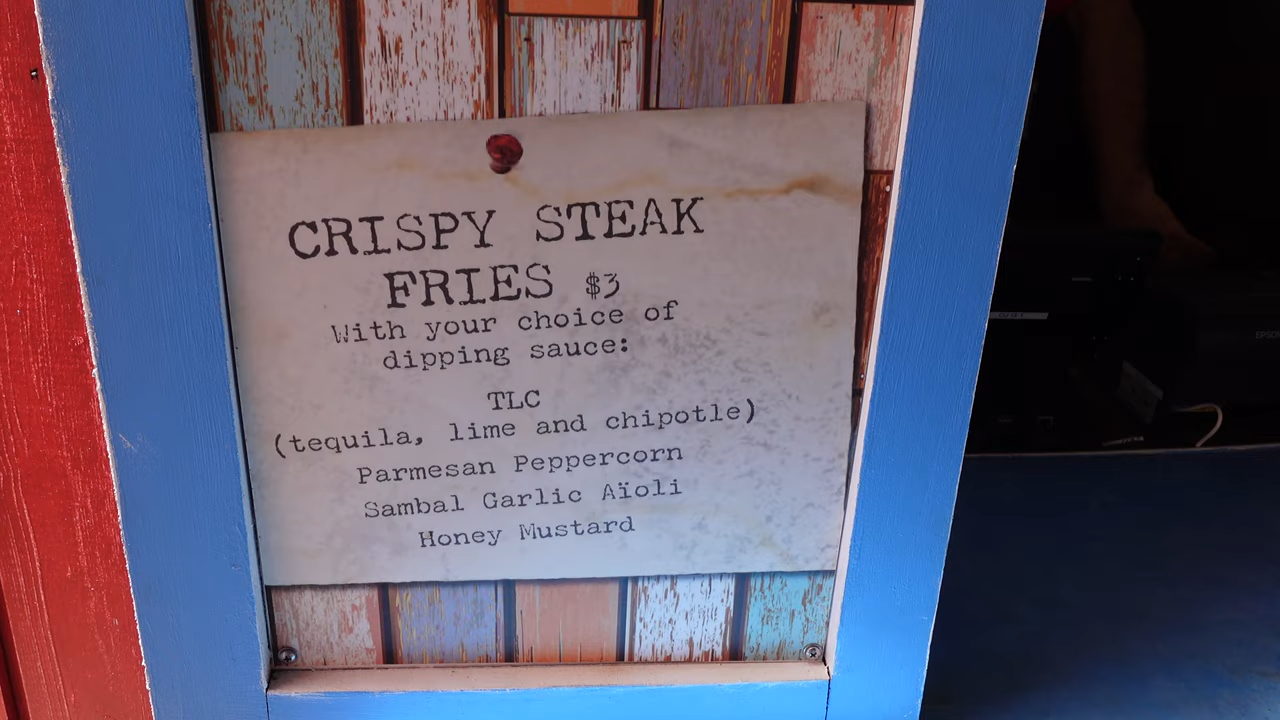 CRISPY STEAK
FRIES $3
With your choice of
dipping sauce:
TLC
(tequila, lime and chipotle)
Parmesan Peppercorn
Sambal Garlic Aïoli
Honey Mustard
EPSON